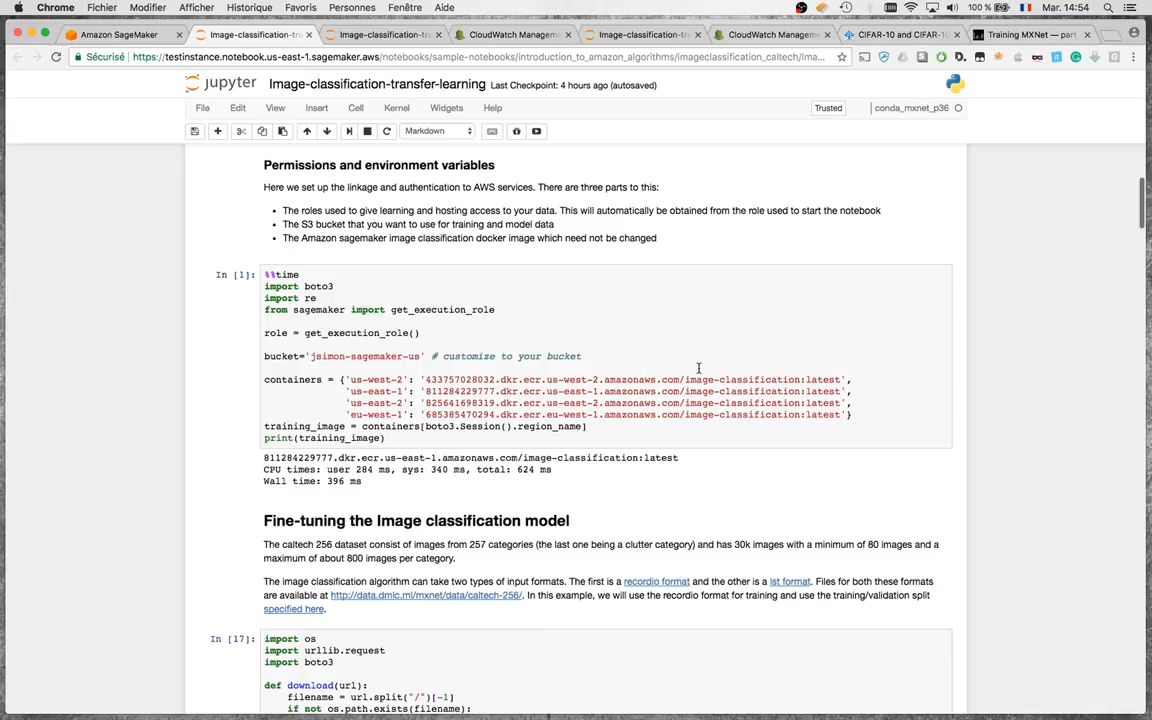 Chrome Fichier Modifier Afficher Historique Favoris Personnes Fenêtre Aide 100 % Mar. 14:54
Amazon SageMaker × Image-classification-tran × Image-classification-tran × CloudWatch Managemen × Image-classification-tran × CloudWatch Managemen × CIFAR-10 and CIFAR-10 × Training MXNet — part ×
Sécurisé https://testinstance.notebook.us-east-1.sagemaker.aws/notebooks/sample-notebooks/introduction_to_amazon_algorithms/imageclassification_caltech/Ima...
jupyter Image-classification-transfer-learning Last Checkpoint: 4 hours ago (autosaved)
File Edit View Insert Cell Kernel Widgets Help Trusted conda_mxnet_p36
Markdown
Permissions and environment variables
Here we set up the linkage and authentication to AWS services. There are three parts to this:
• The roles used to give learning and hosting access to your data. This will automatically be obtained from the role used to start the notebook
• The S3 bucket that you want to use for training and model data
• The Amazon sagemaker image classification docker image which need not be changed
In [1]: %%time
import boto3
import re
from sagemaker import get_execution_role
role = get_execution_role()
bucket='jsimon-sagemaker-us' # customize to your bucket
containers = {'us-west-2': '433757028032.dkr.ecr.us-west-2.amazonaws.com/image-classification:latest',
'us-east-1': '811284229777.dkr.ecr.us-east-1.amazonaws.com/image-classification:latest',
'us-east-2': '825641698319.dkr.ecr.us-east-2.amazonaws.com/image-classification:latest',
'eu-west-1': '685385470294.dkr.ecr.eu-west-1.amazonaws.com/image-classification:latest'}
training_image = containers[boto3.Session().region_name]
print(training_image)
811284229777.dkr.ecr.us-east-1.amazonaws.com/image-classification:latest
CPU times: user 284 ms, sys: 340 ms, total: 624 ms
Wall time: 396 ms
Fine-tuning the Image classification model
The caltech 256 dataset consist of images from 257 categories (the last one being a clutter category) and has 30k images with a minimum of 80 images and a
maximum of about 800 images per category.
The image classification algorithm can take two types of input formats. The first is a recordio format and the other is a lst format. Files for both these formats
are available at http://data.dmlc.ml/mxnet/data/caltech-256/. In this example, we will use the recordio format for training and use the training/validation split
specified here.
In [17]: import os
import urllib.request
import boto3
def download(url):
filename = url.split("/")[-1]
if not os.path.exists(filename):